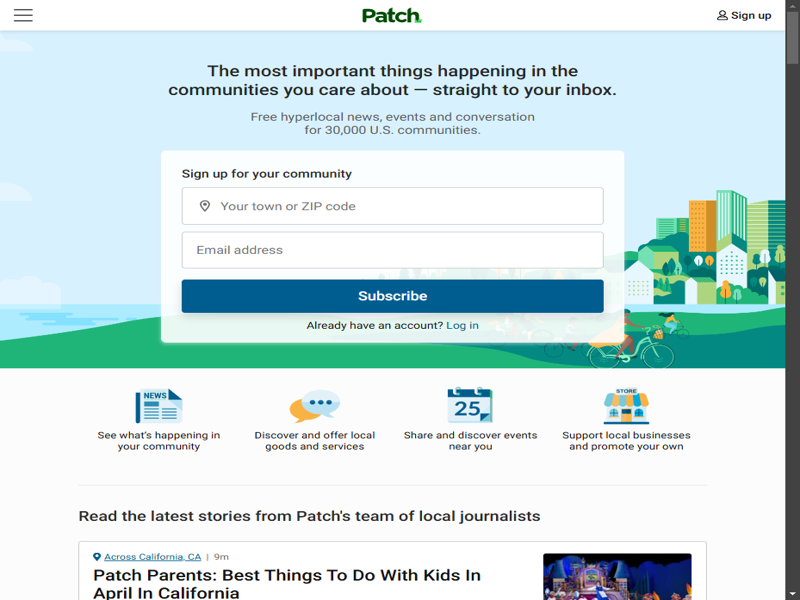 Patch
Sign up
The most important things happening in the
communities you care about — straight to your inbox.
Free hyperlocal news, events and conversation
for 30,000 U.S. communities.
Sign up for your community
Your town or ZIP code
Email address
Subscribe
Already have an account? Log in
NEWS
25
STORE
See what's happening in
your community
Discover and offer local
goods and services
Share and discover events
near you
Support local businesses
and promote your own
Read the latest stories from Patch's team of local journalists
Across California, CA | 9m
Patch Parents: Best Things To Do With Kids In
April In California